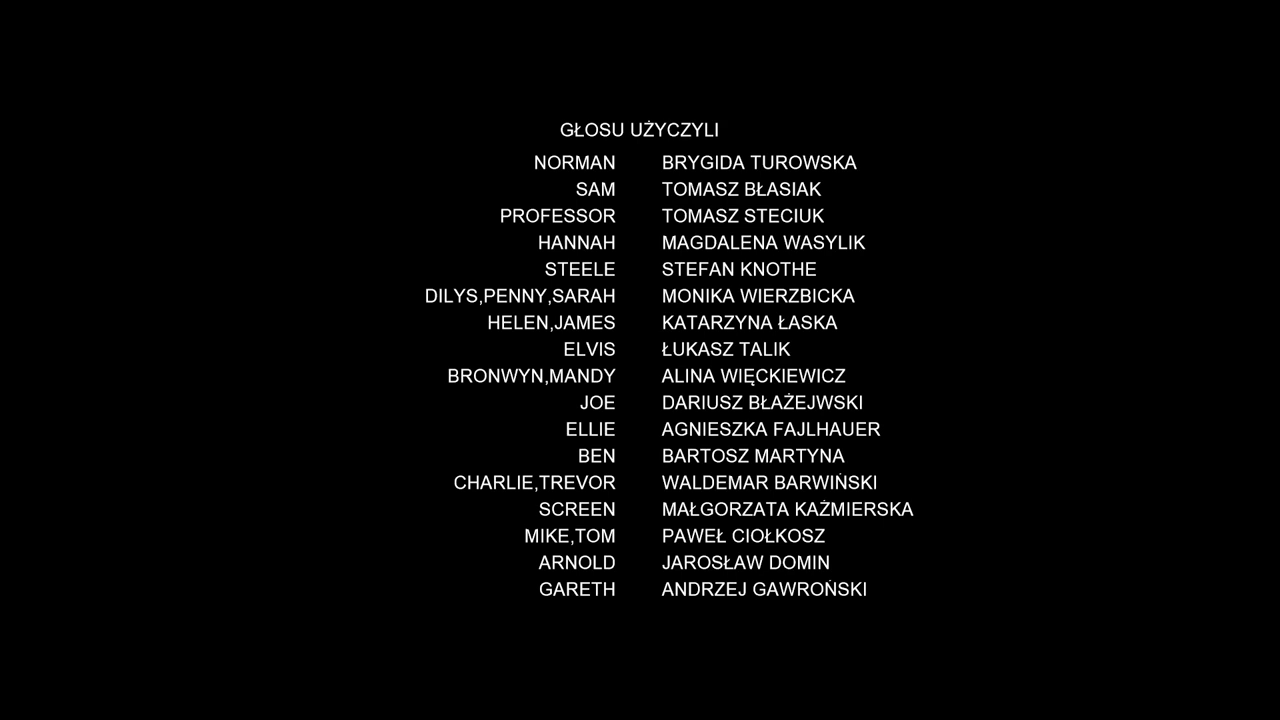 GŁOSU UŻYCZYLI
NORMAN BRYGIDA TUROWSKA
SAM TOMASZ BŁASIAK
PROFESSOR TOMASZ STECIUK
HANNAH MAGDALENA WASYLIK
STEELE STEFAN KNOTHE
DILYS,PENNY,SARAH MONIKA WIERZBICKA
HELEN,JAMES KATARZYNA ŁASKA
ELVIS ŁUKASZ TALIK
BRONWYN,MANDY ALINA WIĘCKIEWICZ
JOE DARIUSZ BŁAŻEJWSKI
ELLIE AGNIESZKA FAJLHAUER
BEN BARTOSZ MARTYNA
CHARLIE,TREVOR WALDEMAR BARWIŃSKI
SCREEN MAŁGORZATA KAŹMIERSKA
MIKE,TOM PAWEŁ CIOŁKOSZ
ARNOLD JAROSŁAW DOMIN
GARETH ANDRZEJ GAWROŃSKI